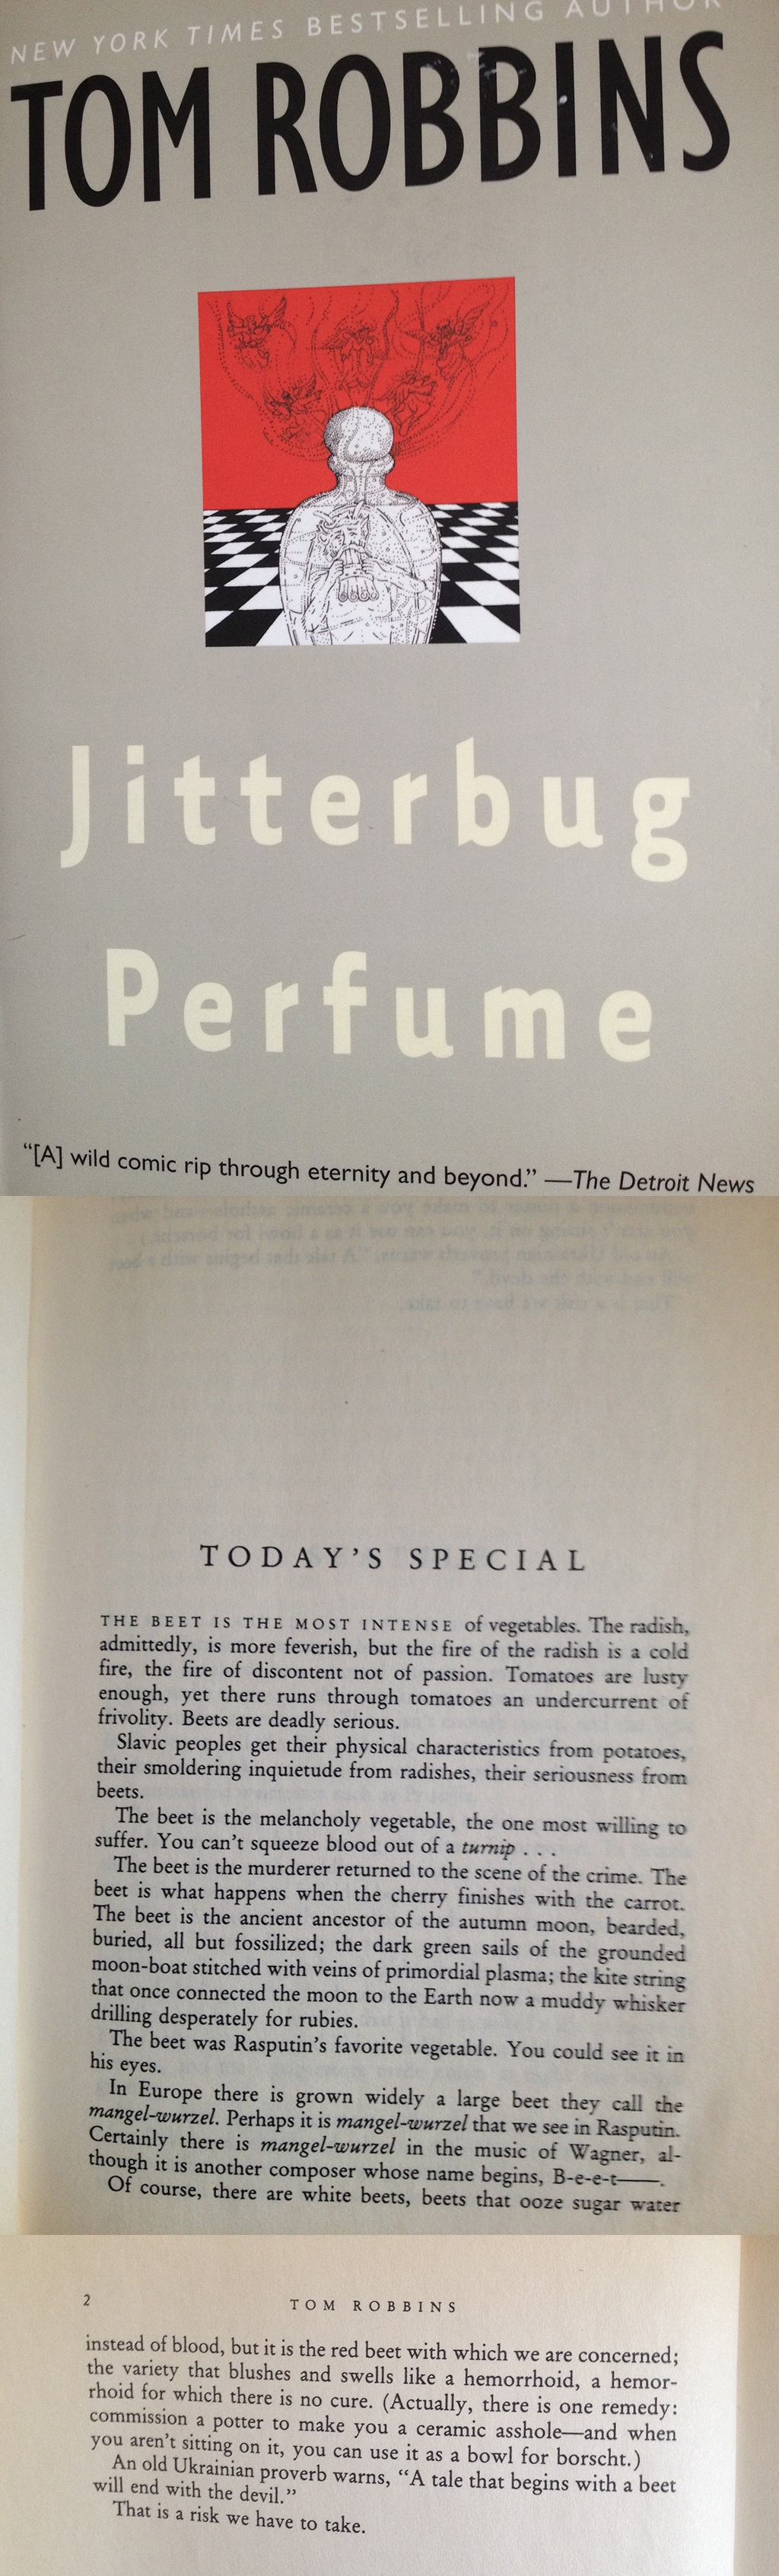 NEW YORK TIMES BESTSELLING AUTHOR
TOM ROBBINS
Jitterbug
Perfume
“[A] wild comic rip through eternity and beyond.” —The Detroit News
TODAY’S SPECIAL
THE BEET IS THE MOST INTENSE of vegetables. The radish,
admittedly, is more feverish, but the fire of the radish is a cold
fire, the fire of discontent not of passion. Tomatoes are lusty
enough, yet there runs through tomatoes an undercurrent of
frivolity. Beets are deadly serious.
Slavic peoples get their physical characteristics from potatoes,
their smoldering inquietude from radishes, their seriousness from
beets.
The beet is the melancholy vegetable, the one most willing to
suffer. You can’t squeeze blood out of a turnip . . .
The beet is the murderer returned to the scene of the crime. The
beet is what happens when the cherry finishes with the carrot.
The beet is the ancient ancestor of the autumn moon, bearded,
buried, all but fossilized; the dark green sails of the grounded
moon-boat stitched with veins of primordial plasma; the kite string
that once connected the moon to the Earth now a muddy whisker
drilling desperately for rubies.
The beet was Rasputin’s favorite vegetable. You could see it in
his eyes.
In Europe there is grown widely a large beet they call the
mangel-wurzel. Perhaps it is mangel-wurzel that we see in Rasputin.
Certainly there is mangel-wurzel in the music of Wagner, al-
though it is another composer whose name begins, B-e-e-t——.
Of course, there are white beets, beets that ooze sugar water
2 TOM ROBBINS
instead of blood, but it is the red beet with which we are concerned;
the variety that blushes and swells like a hemorrhoid, a hemor-
rhoid for which there is no cure. (Actually, there is one remedy:
commission a potter to make you a ceramic asshole—and when
you aren’t sitting on it, you can use it as a bowl for borscht.)
An old Ukrainian proverb warns, “A tale that begins with a beet
will end with the devil.”
That is a risk we have to take.